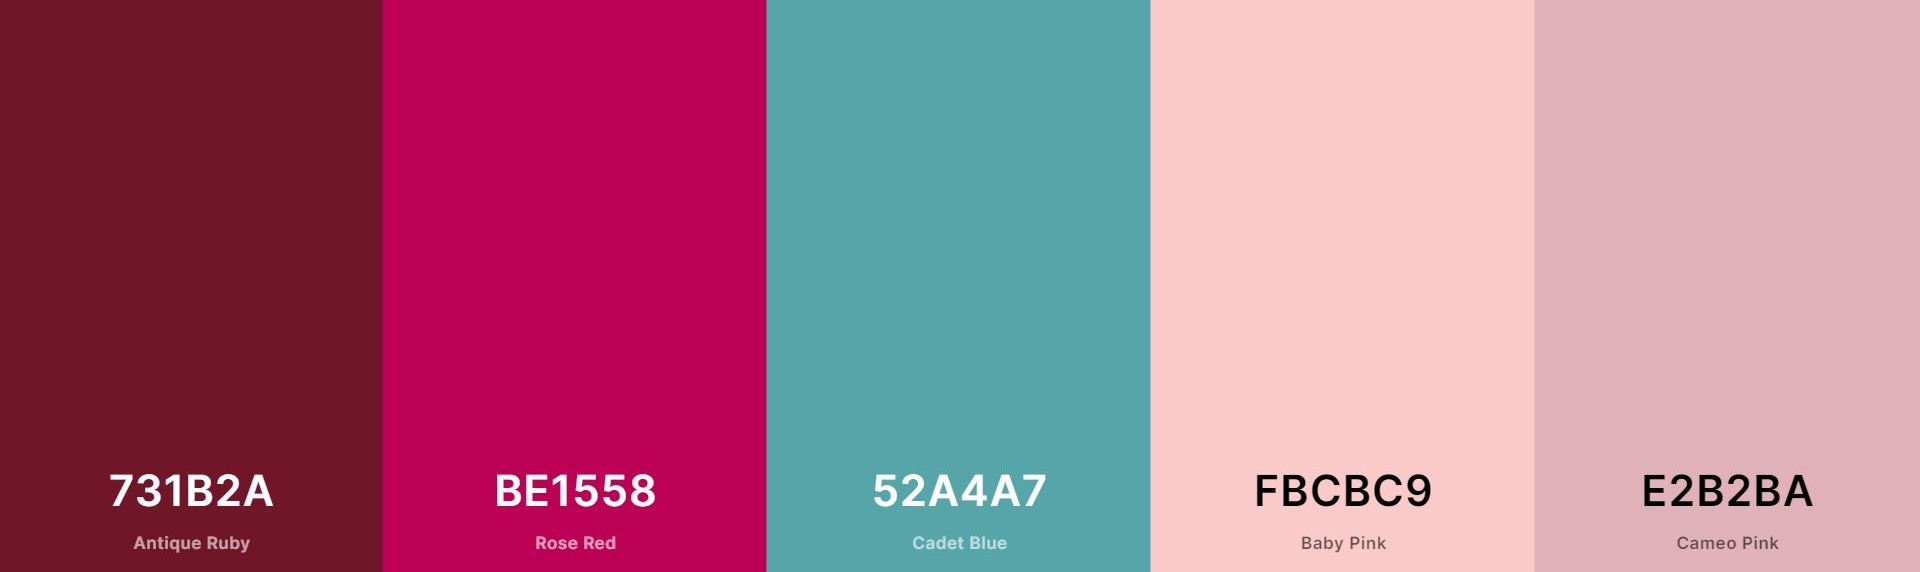 731B2A
Antique Ruby
BE1558
Rose Red
52A4A7
Cadet Blue
FBCBC9
Baby Pink
E2B2BA
Cameo Pink